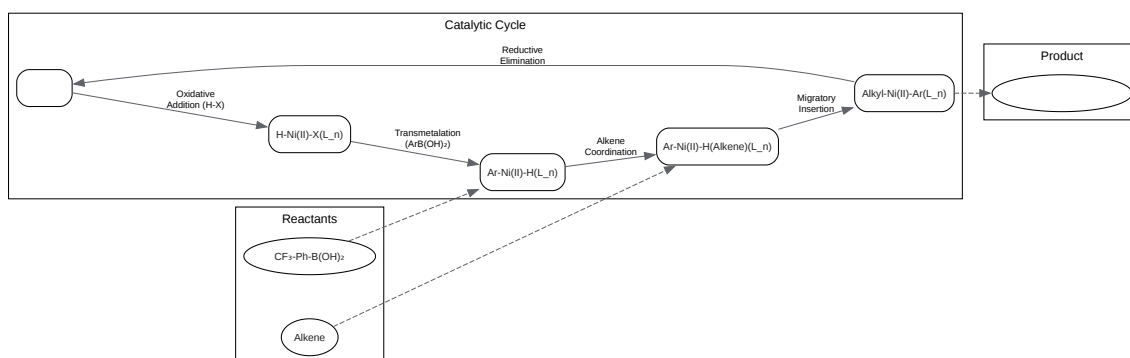 Catalytic Cycle
Reductive
Elimination
Product
Oxidative
Addition (H-X)
Alkyl-Ni(II)-Ar(L_n)
Migratory
Insertion
H-Ni(II)-X(L_n)
Transmetalation
(ArB(OH)₂)
Alkene
Coordination
Ar-Ni(II)-H(Alkene)(L_n)
Ar-Ni(II)-H(L_n)
Reactants
CF₃-Ph-B(OH)₂
Alkene